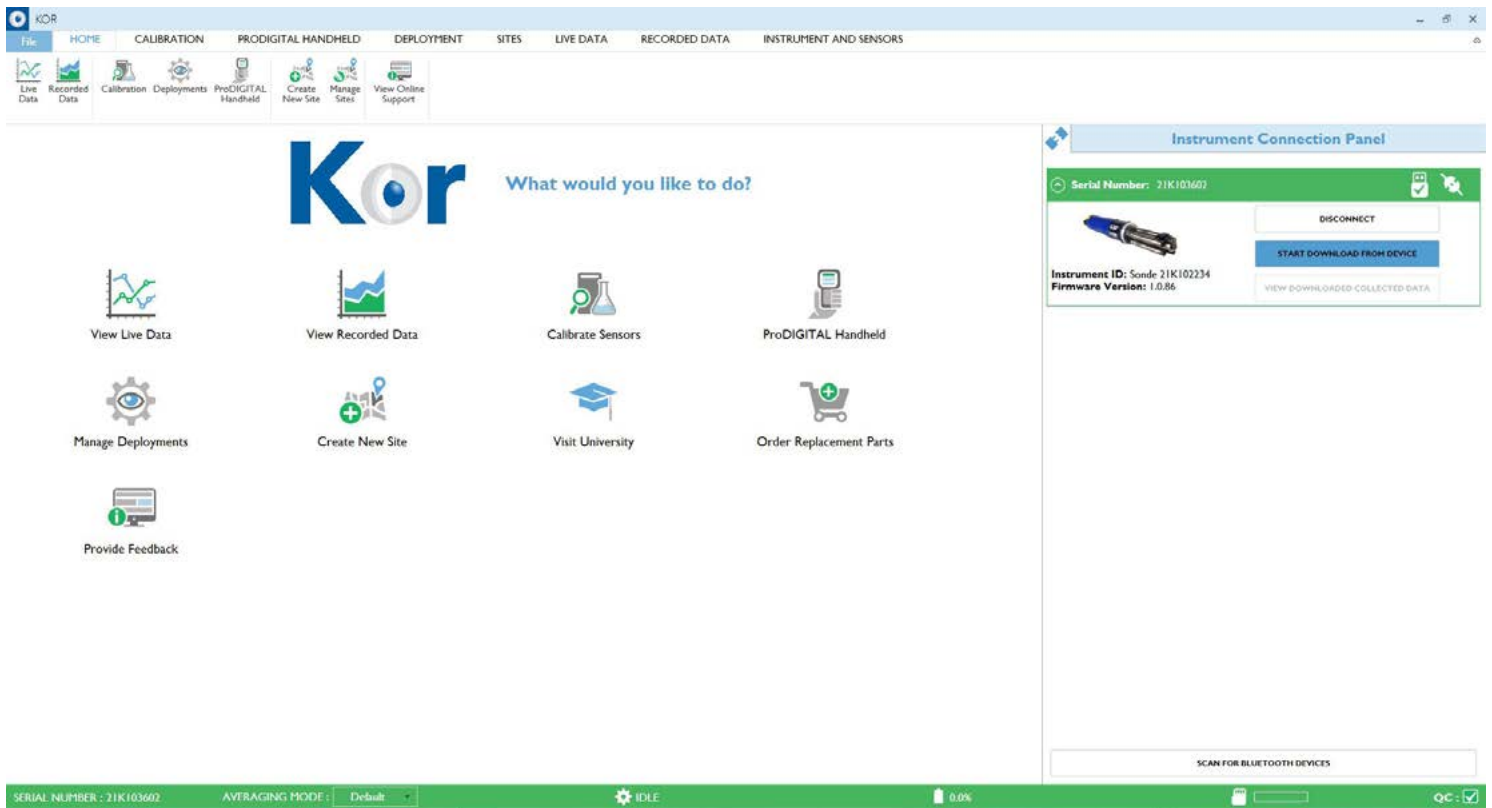 KOR
File HOME CALIBRATION PRODIGITAL HANDHELD DEPLOYMENT SITES LIVE DATA RECORDED DATA INSTRUMENT AND SENSORS
Live Data
Recorded Data
Calibration
Deployments
ProDIGITAL Handheld
Create New Site
Manage Sites
View Online Support
Kor
What would you like to do?
View Live Data
View Recorded Data
Calibrate Sensors
ProDIGITAL Handheld
Manage Deployments
Create New Site
Visit University
Order Replacement Parts
Provide Feedback
Instrument Connection Panel
Serial Number: 21K103602
DISCONNECT
START DOWNLOAD FROM DEVICE
VIEW DOWNLOADED COLLECTED DATA
Instrument ID: Sonde 21K102234
Firmware Version: 1.0.86
SCAN FOR BLUETOOTH DEVICES
SERIAL NUMBER : 21K103602 AVERAGING MODE : Default IDLE 0.0% QC :